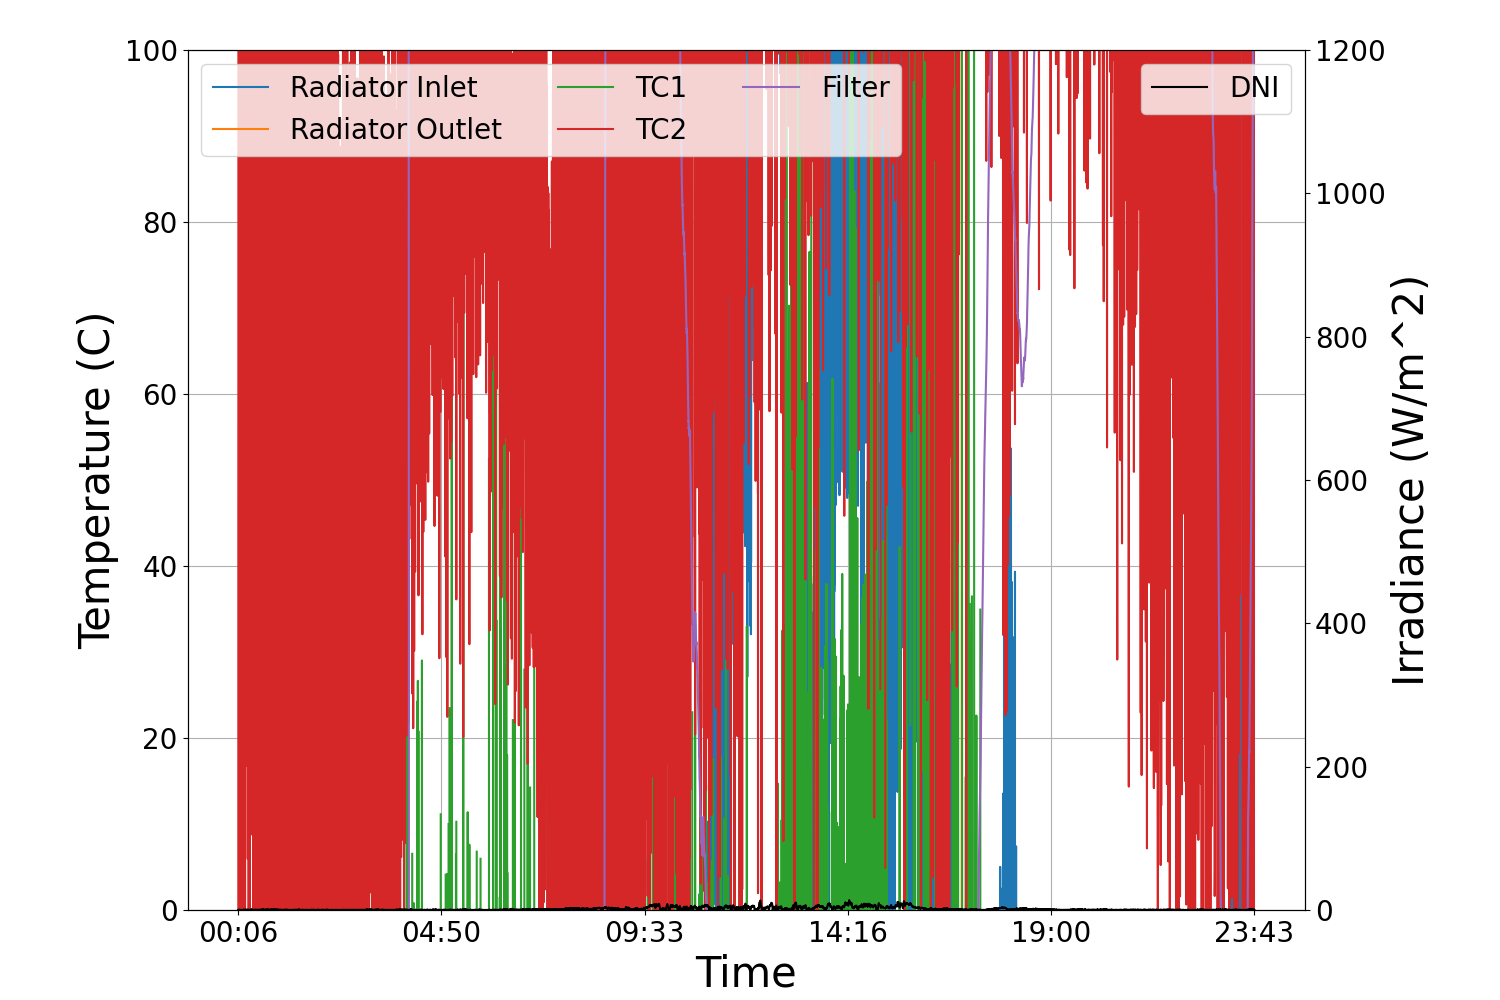 Radiator Inlet
Radiator Outlet
TC1
TC2
Filter
DNI
Temperature (C)
100
80
60
40
20
0
Irradiance (W/m^2)
1200
1000
800
600
400
200
0
00:06 04:50 09:33 14:16 19:00 23:43
Time